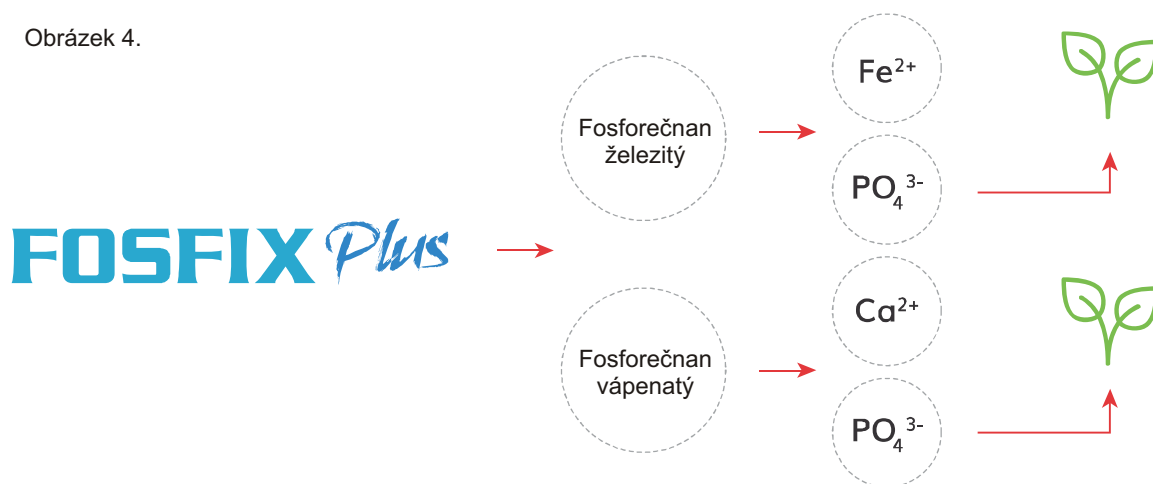 Obrázek 4.
Fe²⁺
Fosforečnan
železitý
PO₄³⁻
FOSFIX Plus
Ca²⁺
Fosforečnan
vápenatý
PO₄³⁻